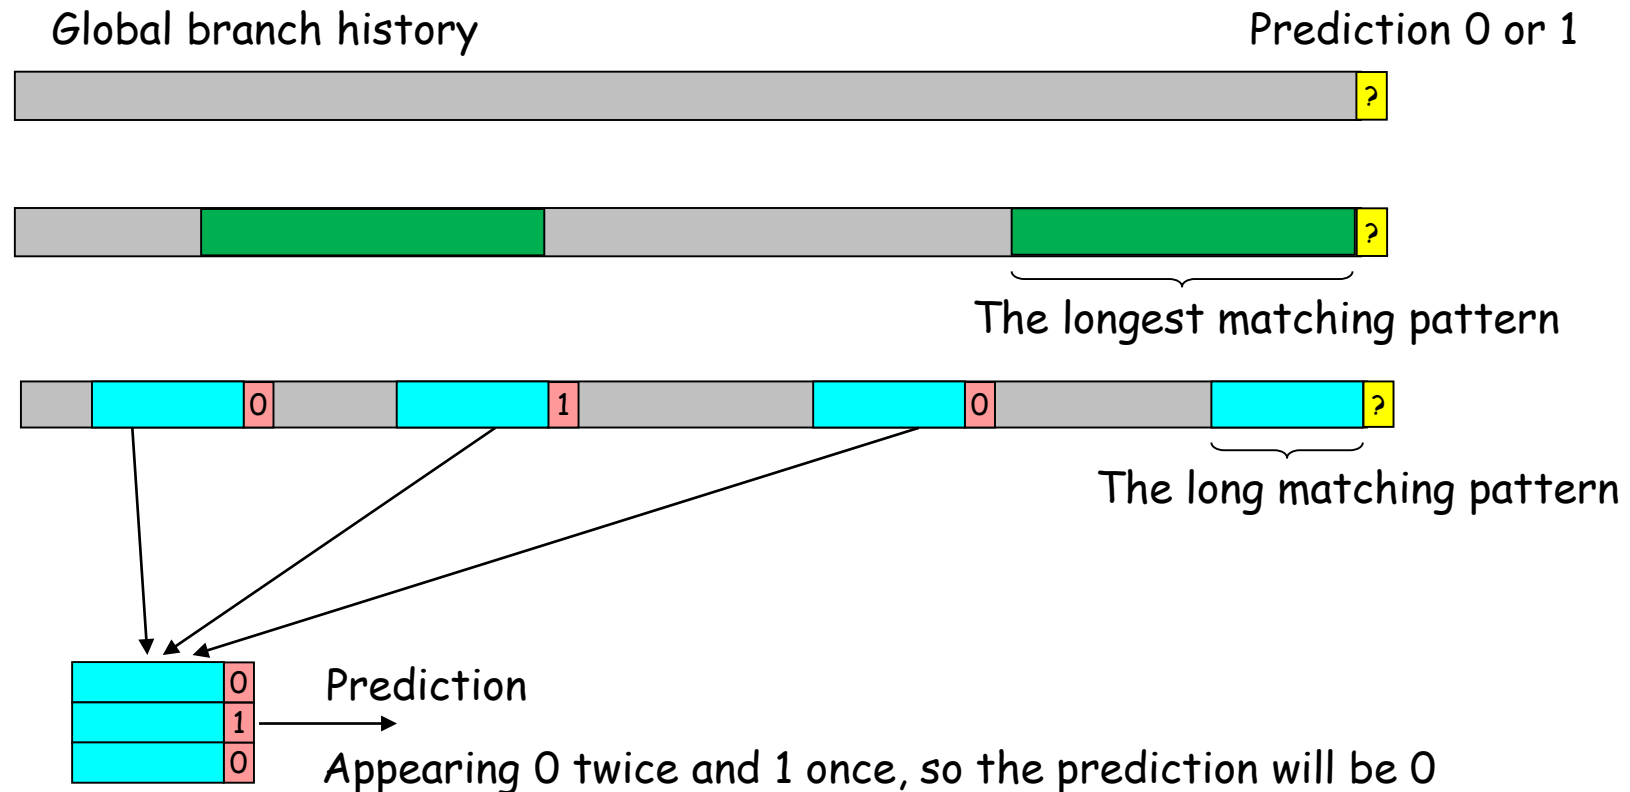 Global branch history
Prediction 0 or 1
?
?
The longest matching pattern
0
1
0
?
The long matching pattern
0
1
0
Prediction
Appearing 0 twice and 1 once, so the prediction will be 0